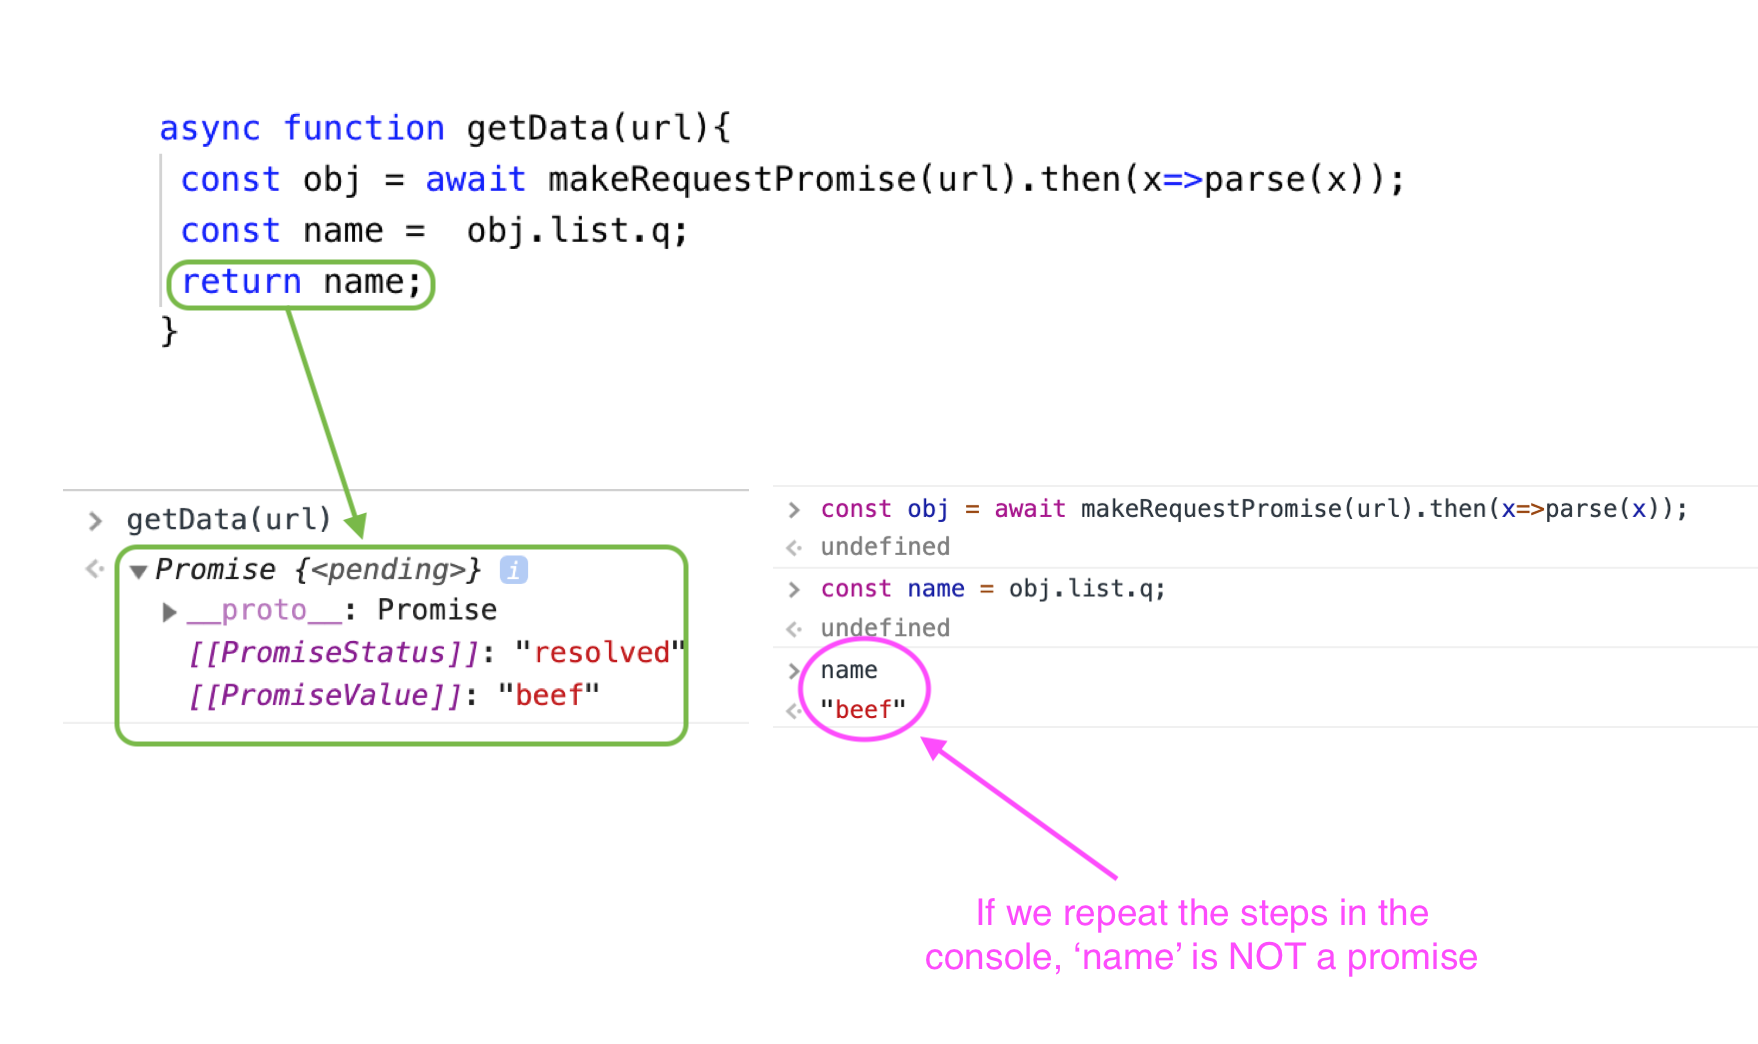 async function getData(url){
const obj = await makeRequestPromise(url).then(x=>parse(x));
const name =  obj.list.q;
return name;
}
> getData(url)
Promise {<pending>} i
__proto__: Promise
[[PromiseStatus]]: "resolved"
[[PromiseValue]]: "beef"
> const obj = await makeRequestPromise(url).then(x=>parse(x));
undefined
> const name = obj.list.q;
undefined
> name
"beef"
If we repeat the steps in the
console, ‘name’ is NOT a promise